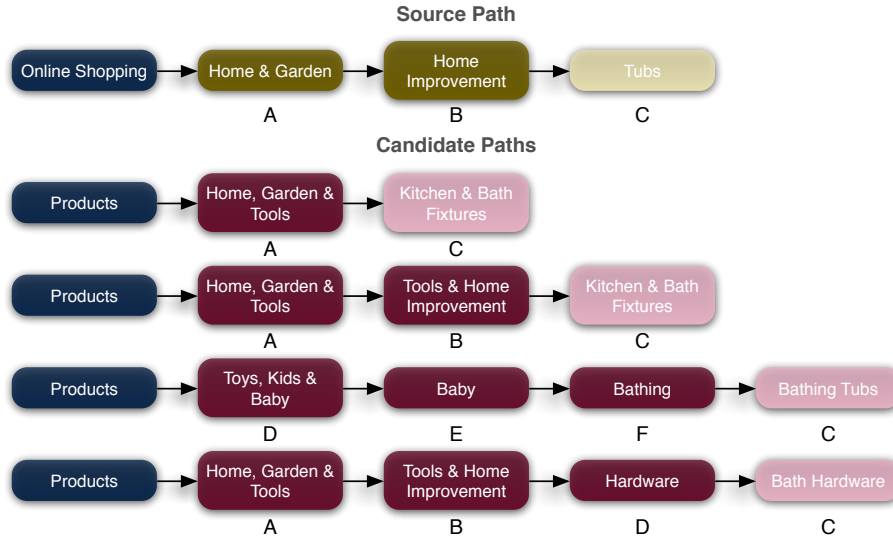 Source Path
Online Shopping
Home & Garden
Home
Improvement
Tubs
A
B
C
Candidate Paths
Products
Home, Garden &
Tools
Kitchen & Bath
Fixtures
A
C
Products
Home, Garden &
Tools
Tools & Home
Improvement
Kitchen & Bath
Fixtures
A
B
C
Products
Toys, Kids &
Baby
Baby
Bathing
Bathing Tubs
D
E
F
C
Products
Home, Garden &
Tools
Tools & Home
Improvement
Hardware
Bath Hardware
A
B
D
C